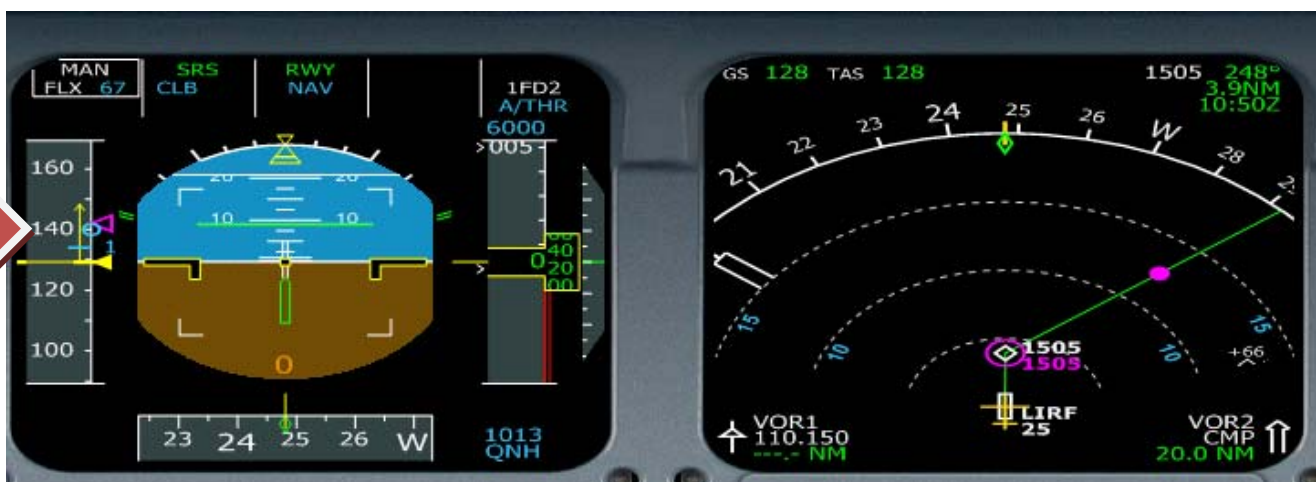 MAN SRS RWY
FLX 67 CLB NAV 1FD2
A/THR
6000
005
160
140
1
120
100
20 20
10 10
0
0
40
20
00
23 24 25 26 W
1013
QNH
GS 128 TAS 128
1505 248°
3.9NM
10:50Z
21 22 23 24 25 26 W 28
15 10 10 15
1505
1505
+66
LIRF
25
VOR1
110.150
---.- NM
VOR2
CMP
20.0 NM